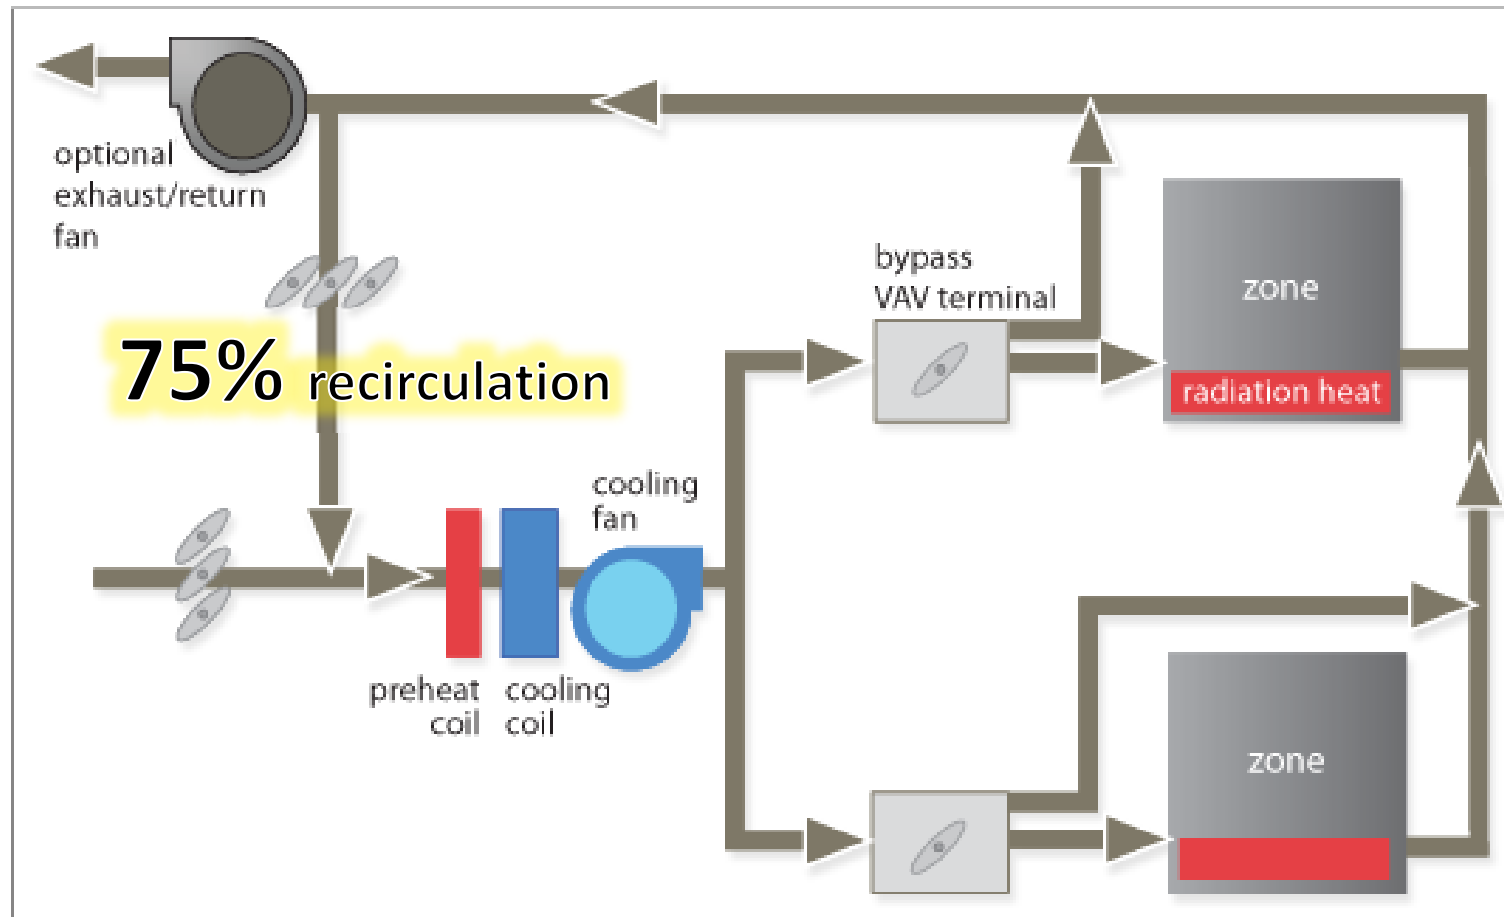 optional
exhaust/return
fan
bypass
VAV terminal
zone
radiation heat
75% recirculation
cooling
fan
preheat
coil
cooling
coil
zone